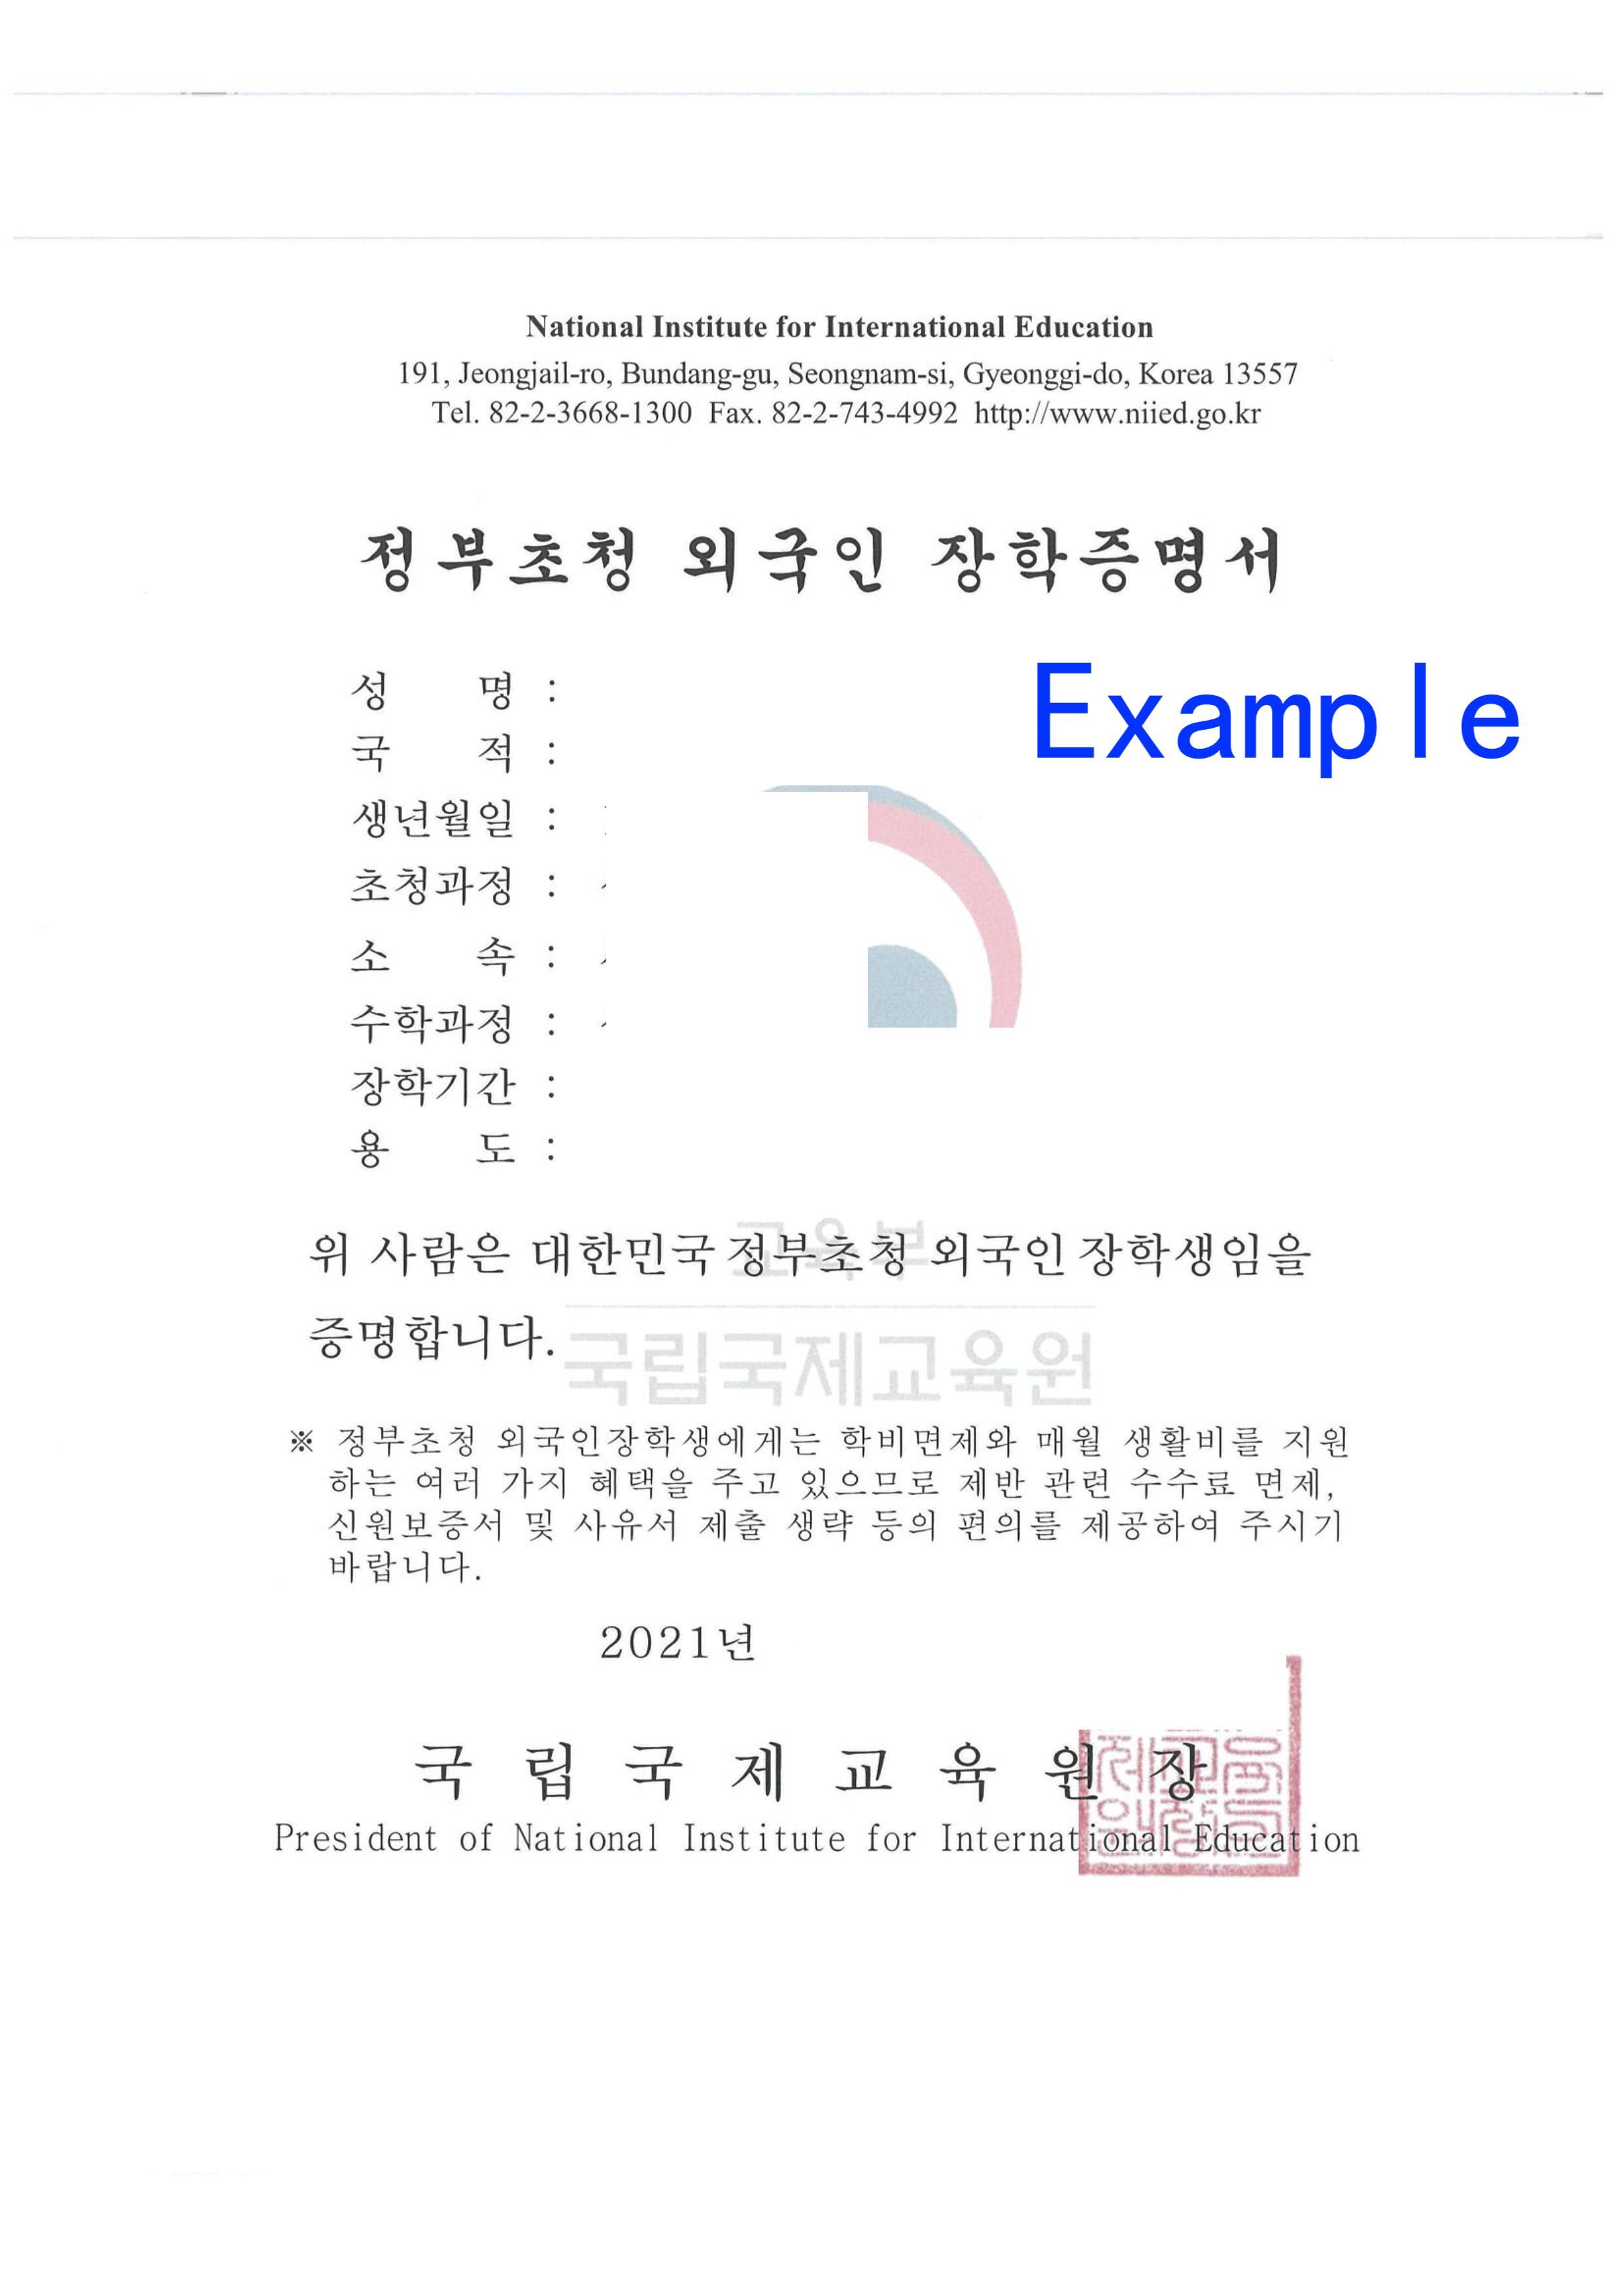 National Institute for International Education
191, Jeongjail-ro, Bundang-gu, Seongnam-si, Gyeonggi-do, Korea 13557
Tel. 82-2-3668-1300 Fax. 82-2-743-4992 http://www.niied.go.kr
정부초청 외국인 장학증명서
Example
성 명 :
국 적 :
생년월일 :
초청과정 :
소 속 :
수학과정 :
장학기간 :
용 도 :
교육부
위 사람은 대한민국 정부초청 외국인 장학생임을
증명합니다.
국립국제교육원
※ 정부초청 외국인장학생에게는 학비면제와 매월 생활비를 지원
하는 여러 가지 혜택을 주고 있으므로 제반 관련 수수료 면제,
신원보증서 및 사유서 제출 생략 등의 편의를 제공하여 주시기
바랍니다.
2021년
국 립 국 제 교 육 원 장
President of National Institute for International Education